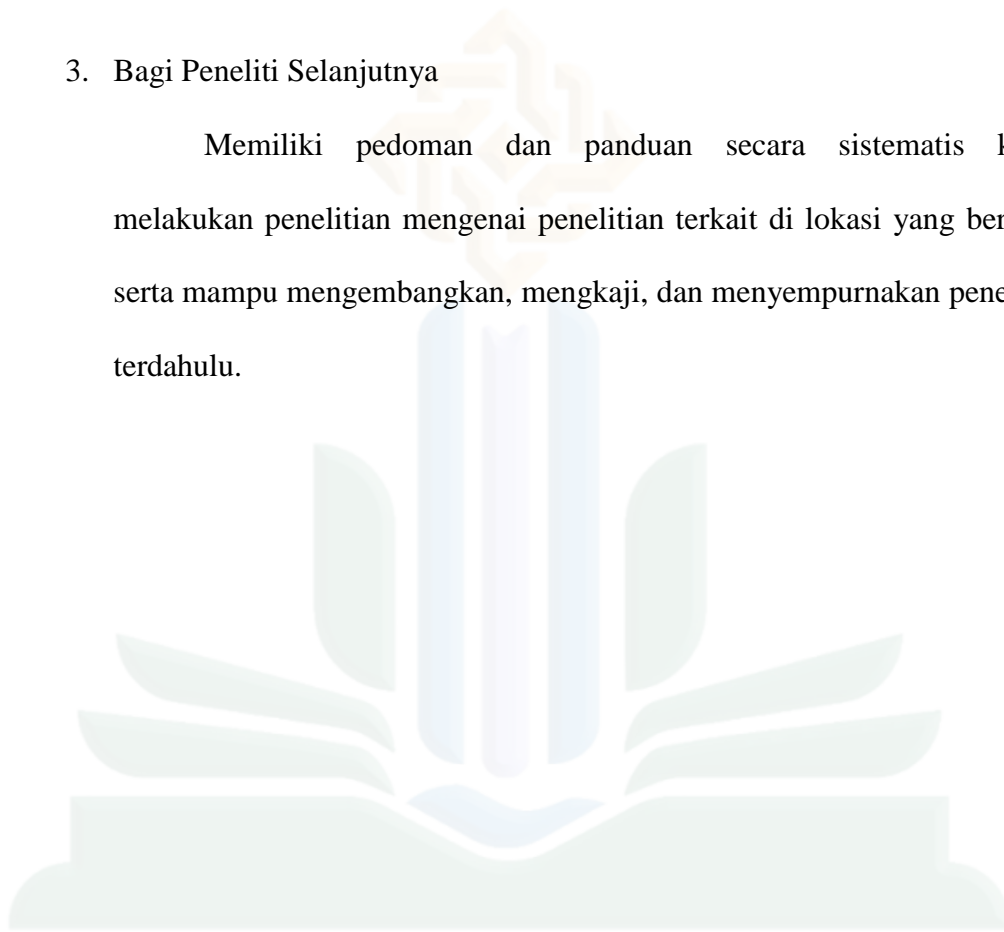 3. Bagi Peneliti Selanjutnya
Memiliki pedoman dan panduan secara sistematis
melakukan penelitian mengenai penelitian terkait di lokasi yang
serta mampu mengembangkan, mengkaji, dan menyempurnakan
terdahulu.